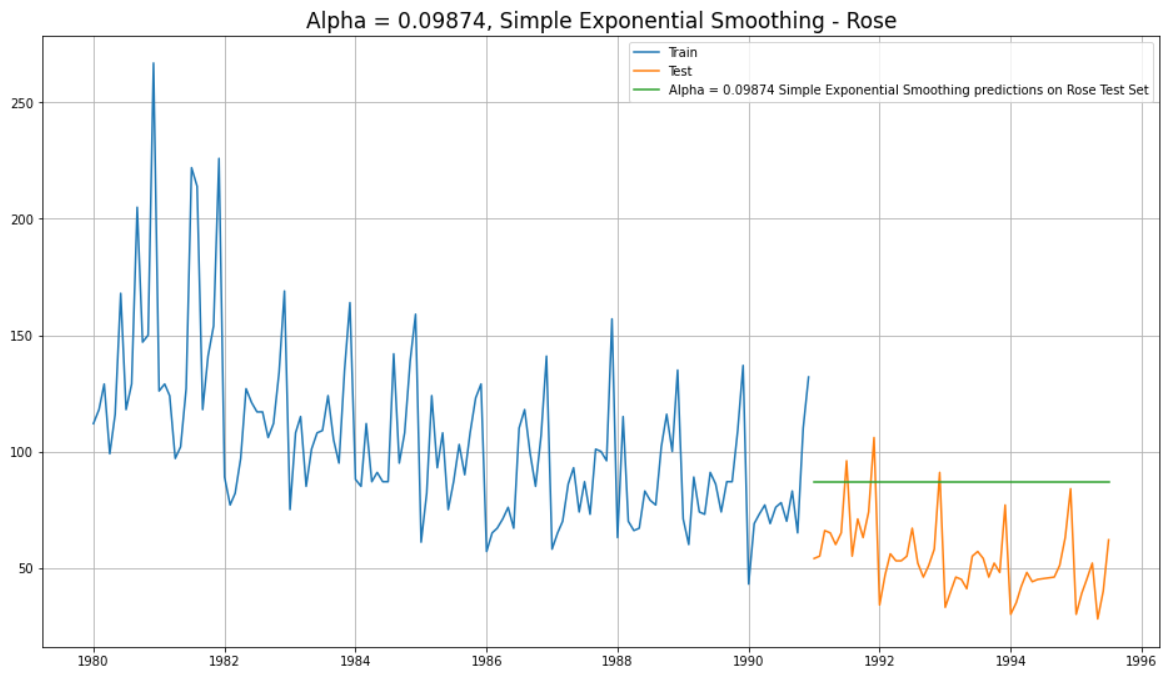 Alpha = 0.09874, Simple Exponential Smoothing - Rose
Train
Test
Alpha = 0.09874 Simple Exponential Smoothing predictions on Rose Test Set
250
200
150
100
50
1980 1982 1984 1986 1988 1990 1992 1994 1996